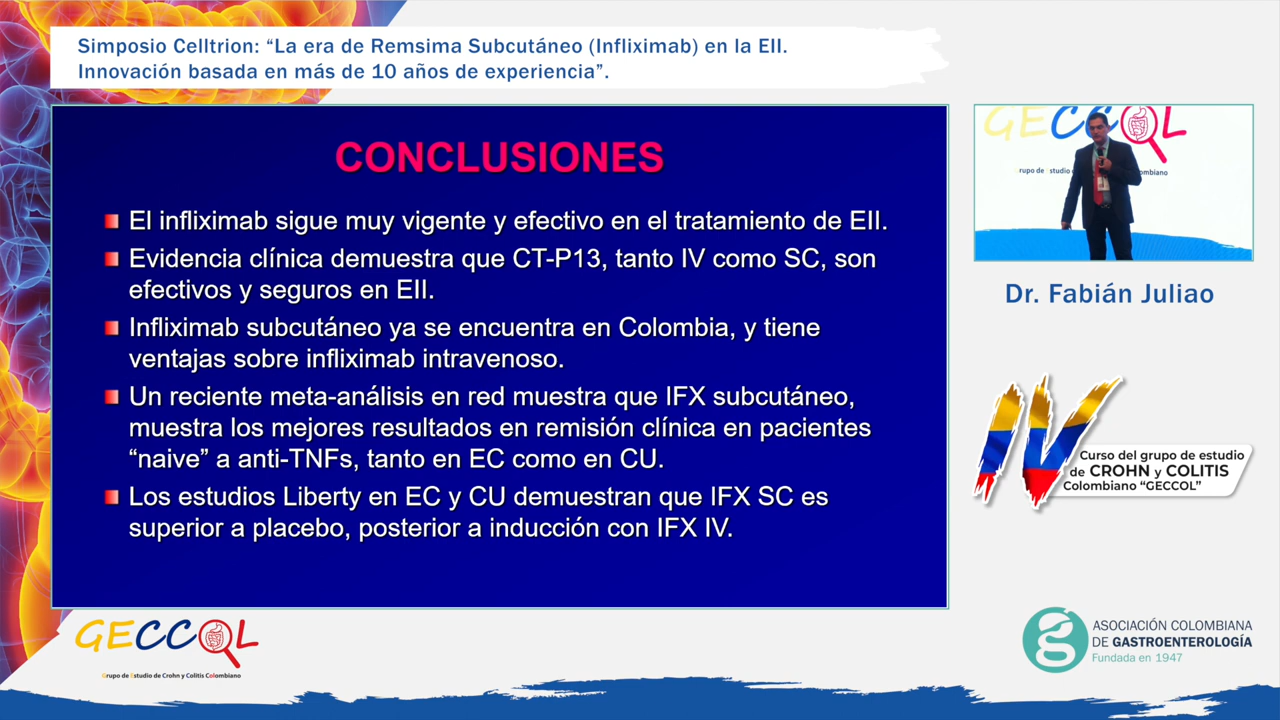 Simposio Celltrion: “La era de Remsima Subcutáneo (Infliximab) en la EII.
Innovación basada en más de 10 años de experiencia”.
CONCLUSIONES
El infliximab sigue muy vigente y efectivo en el tratamiento de EII.
Evidencia clínica demuestra que CT-P13, tanto IV como SC, son
efectivos y seguros en EII.
Infliximab subcutáneo ya se encuentra en Colombia, y tiene
ventajas sobre infliximab intravenoso.
Un reciente meta-análisis en red muestra que IFX subcutáneo,
muestra los mejores resultados en remisión clínica en pacientes
“naive” a anti-TNFs, tanto en EC como en CU.
Los estudios Liberty en EC y CU demuestran que IFX SC es
superior a placebo, posterior a inducción con IFX IV.
GECCOL
Dr. Fabián Juliao
IV
Curso del grupo de estudio
de CROHN y COLITIS
Colombiano “GECCOL”
GECCOL
Grupo de Estudio de Crohn y Colitis Colombiano
ASOCIACIÓN COLOMBIANA
DE GASTROENTEROLOGÍA
Fundada en 1947